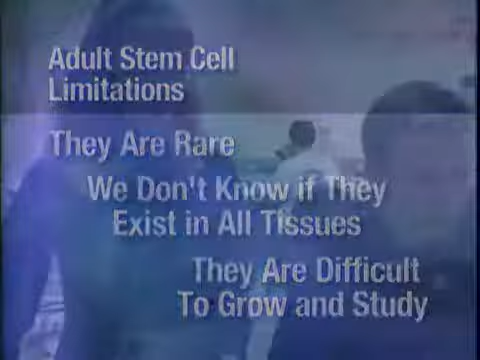 Adult Stem Cell
Limitations
They Are Rare
We Don't Know if They
Exist in All Tissues
They Are Difficult
To Grow and Study